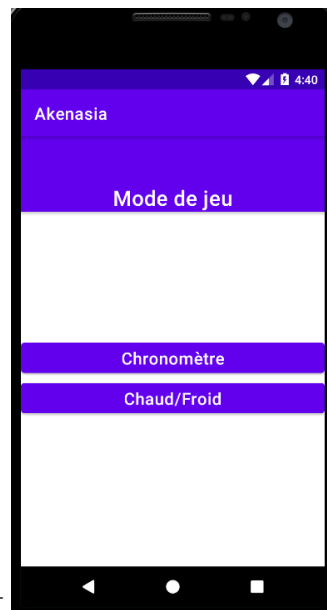 4:40
Akenasia
Mode de jeu
Chronomètre
Chaud/Froid